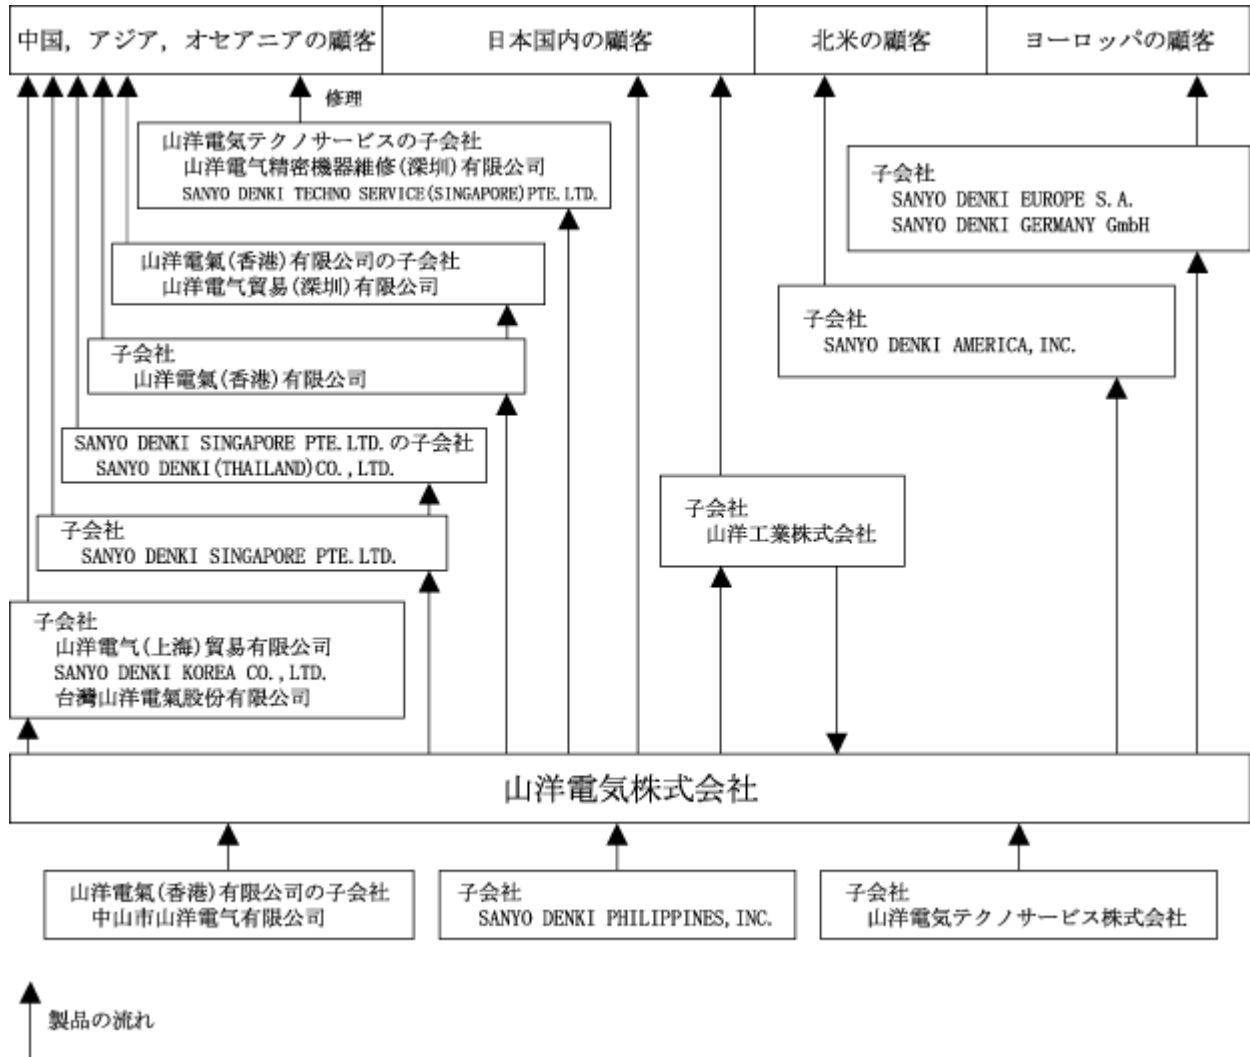 中国，アジア，オセアニアの顧客
日本国内の顧客
北米の顧客
ヨーロッパの顧客
修理
山洋電気テクノサービスの子会社
山洋电气精密機器維修(深圳)有限公司
SANYO DENKI TECHNO SERVICE(SINGAPORE)PTE.LTD.
子会社
SANYO DENKI EUROPE S.A.
SANYO DENKI GERMANY GmbH
山洋電氣(香港)有限公司の子会社
山洋电气貿易(深圳)有限公司
子会社
SANYO DENKI AMERICA,INC.
子会社
山洋電氣(香港)有限公司
SANYO DENKI SINGAPORE PTE.LTD.の子会社
SANYO DENKI(THAILAND)CO.,LTD.
子会社
山洋工業株式会社
子会社
SANYO DENKI SINGAPORE PTE.LTD.
子会社
山洋电气(上海)貿易有限公司
SANYO DENKI KOREA CO.,LTD.
台灣山洋電氣股份有限公司
山洋電気株式会社
山洋電氣(香港)有限公司の子会社
中山市山洋电气有限公司
子会社
SANYO DENKI PHILIPPINES,INC.
子会社
山洋電気テクノサービス株式会社
製品の流れ